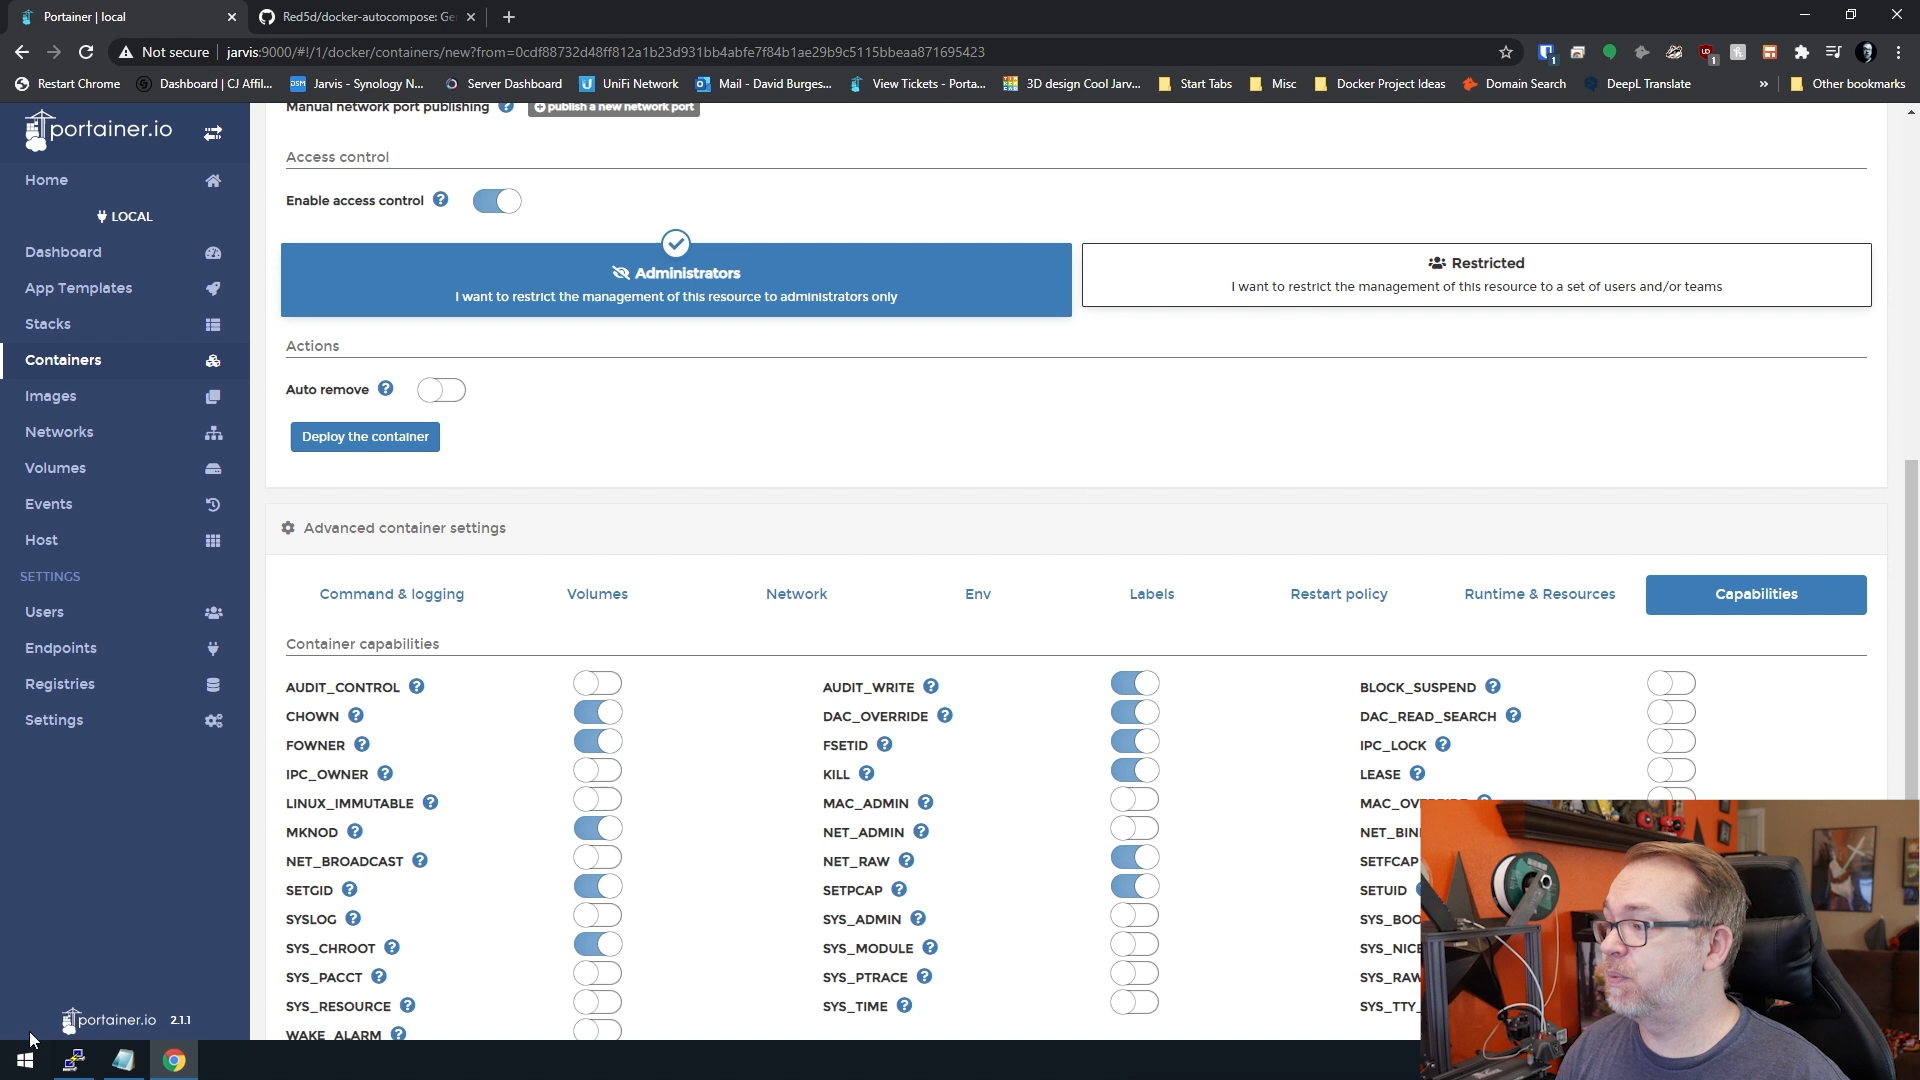 Portainer | local
Red5d/docker-autocompose: Ge
Not secure
jarvis:9000/#!/1/docker/containers/new?from=0cdf88732d48ff812a1b23d931bb4abfe7f84b1ae29b9c5115bbeaa871695423
Restart Chrome
Dashboard | CJ Affil...
Jarvis - Synology N...
Server Dashboard
UniFi Network
Mail - David Burges...
View Tickets - Porta...
3D design Cool Jarv...
Start Tabs
Misc
Docker Project Ideas
Domain Search
DeepL Translate
»
Other bookmarks
portainer.io
Home
LOCAL
Dashboard
App Templates
Stacks
Containers
Images
Networks
Volumes
Events
Host
SETTINGS
Users
Endpoints
Registries
Settings
portainer.io 2.1.1
Manual network port publishing
publish a new network port
Access control
Enable access control
Administrators
I want to restrict the management of this resource to administrators only
Restricted
I want to restrict the management of this resource to a set of users and/or teams
Actions
Auto remove
Deploy the container
Advanced container settings
Command & logging
Volumes
Network
Env
Labels
Restart policy
Runtime & Resources
Capabilities
Container capabilities
AUDIT_CONTROL
AUDIT_WRITE
BLOCK_SUSPEND
CHOWN
DAC_OVERRIDE
DAC_READ_SEARCH
FOWNER
FSETID
IPC_LOCK
IPC_OWNER
KILL
LEASE
LINUX_IMMUTABLE
MAC_ADMIN
MAC_OVERRIDE
MKNOD
NET_ADMIN
NET_BIN
NET_BROADCAST
NET_RAW
SETFCAP
SETGID
SETPCAP
SETUID
SYSLOG
SYS_ADMIN
SYS_BOO
SYS_CHROOT
SYS_MODULE
SYS_NICE
SYS_PACCT
SYS_PTRACE
SYS_RAW
SYS_RESOURCE
SYS_TIME
SYS_TTY_
WAKE_ALARM